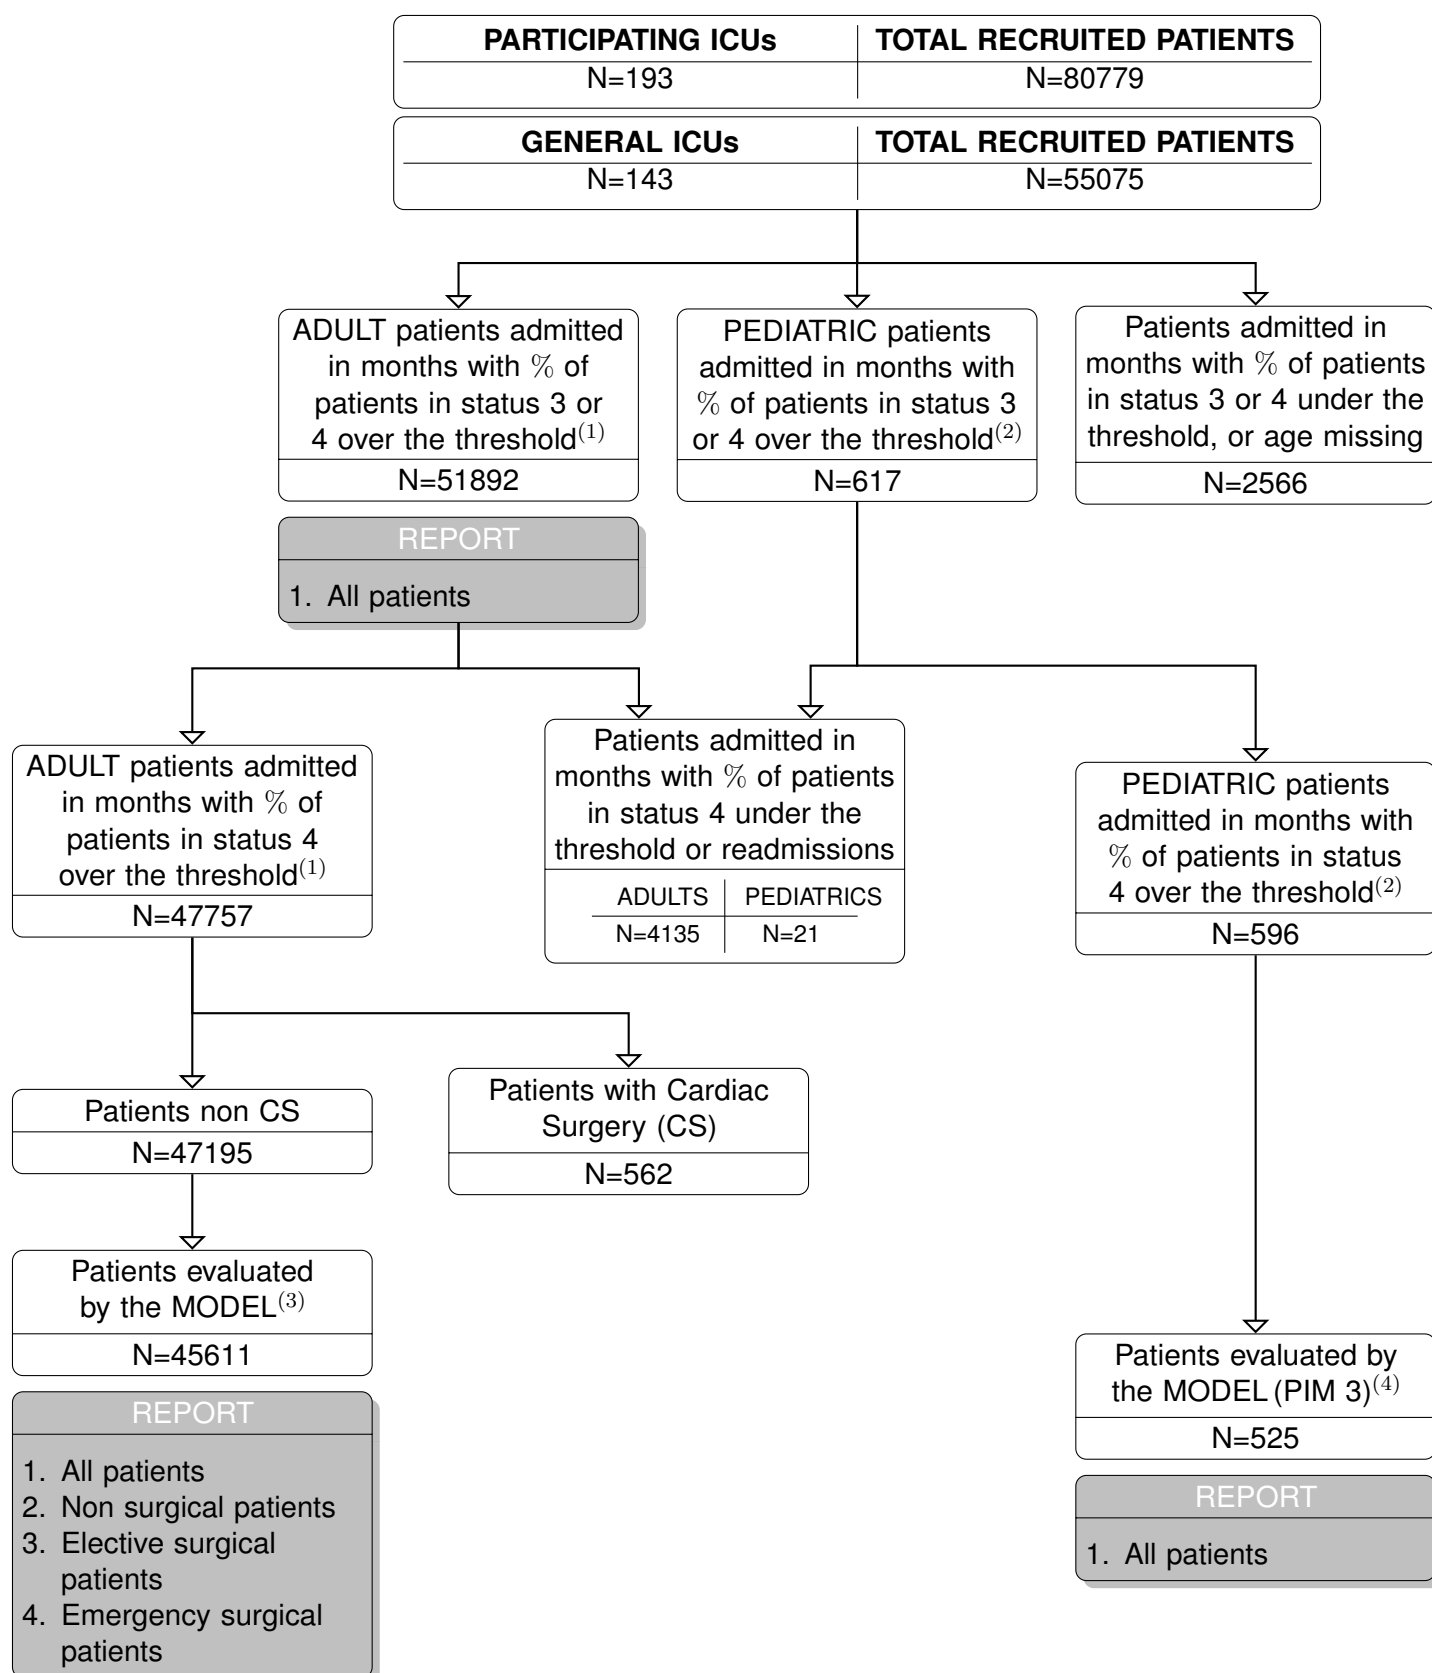 PARTICIPATING ICUs TOTAL RECRUITED PATIENTS
N=193 N=80779
GENERAL ICUs TOTAL RECRUITED PATIENTS
N=143 N=55075
ADULT patients admitted
in months with % of
patients in status 3 or
4 over the threshold(1)
N=51892
PEDIATRIC patients
admitted in months with
% of patients in status 3
or 4 over the threshold(2)
N=617
Patients admitted in
months with % of patients
in status 3 or 4 under the
threshold, or age missing
N=2566
REPORT
1. All patients
ADULT patients admitted
in months with % of
patients in status 4
over the threshold(1)
N=47757
Patients admitted in
months with % of patients
in status 4 under the
threshold or readmissions
ADULTS PEDIATRICS
N=4135 N=21
PEDIATRIC patients
admitted in months with
% of patients in status
4 over the threshold(2)
N=596
Patients non CS
N=47195
Patients with Cardiac
Surgery (CS)
N=562
Patients evaluated
by the MODEL(3)
N=45611
REPORT
1. All patients
2. Non surgical patients
3. Elective surgical
patients
4. Emergency surgical
patients
Patients evaluated by
the MODEL (PIM 3)(4)
N=525
REPORT
1. All patients